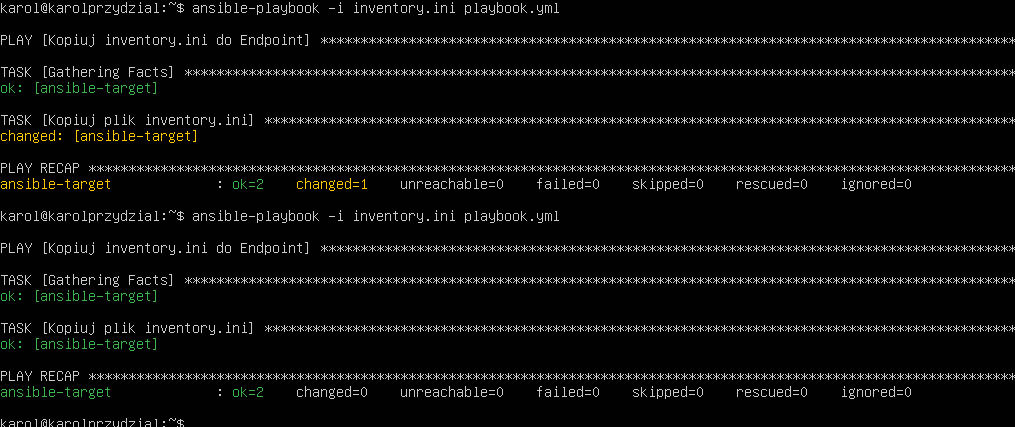 karol@karolprzydzial:~$ ansible-playbook -i inventory.ini playbook.yml
PLAY [Kopiuj inventory.ini do Endpoint] ***************************************************************************************
TASK [Gathering Facts] ********************************************************************************************************
ok: [ansible-target]
TASK [Kopiuj plik inventory.ini] **********************************************************************************************
changed: [ansible-target]
PLAY RECAP ********************************************************************************************************************
ansible-target             : ok=2    changed=1    unreachable=0    failed=0    skipped=0    rescued=0    ignored=0
karol@karolprzydzial:~$ ansible-playbook -i inventory.ini playbook.yml
PLAY [Kopiuj inventory.ini do Endpoint] ***************************************************************************************
TASK [Gathering Facts] ********************************************************************************************************
ok: [ansible-target]
TASK [Kopiuj plik inventory.ini] **********************************************************************************************
ok: [ansible-target]
PLAY RECAP ********************************************************************************************************************
ansible-target             : ok=2    changed=0    unreachable=0    failed=0    skipped=0    rescued=0    ignored=0
karol@karolprzydzial:~$